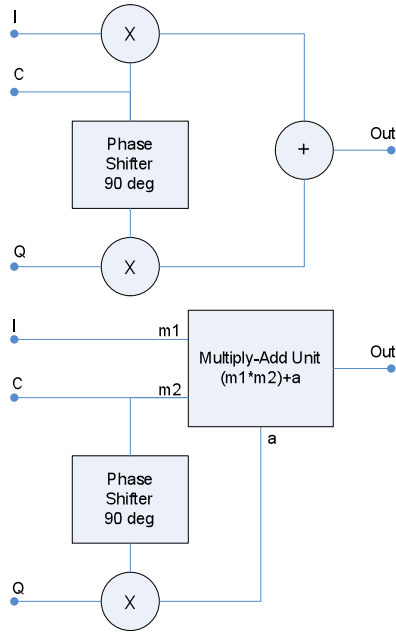 I
X
C
Phase
Shifter
90 deg
Out
+
Q
X
I
m1
Multiply-Add Unit
(m1*m2)+a
Out
C
m2
a
Phase
Shifter
90 deg
Q
X